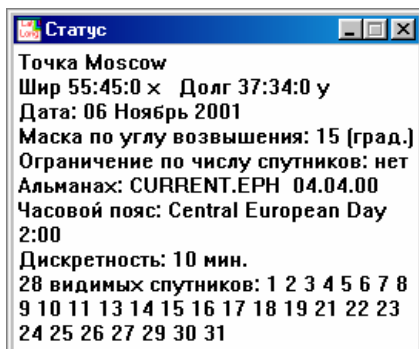 Lat
Long
Статус
Точка Moscow
Шир 55:45:0 х Долг 37:34:0 у
Дата: 06 Ноябрь 2001
Маска по углу возвышения: 15 (град.)
Ограничение по числу спутников: нет
Альманах: CURRENT.EPH 04.04.00
Часовой пояс: Central European Day
2:00
Дискретность: 10 мин.
28 видимых спутников: 1 2 3 4 5 6 7 8
9 10 11 13 14 15 16 17 18 19 21 22 23
24 25 26 27 29 30 31